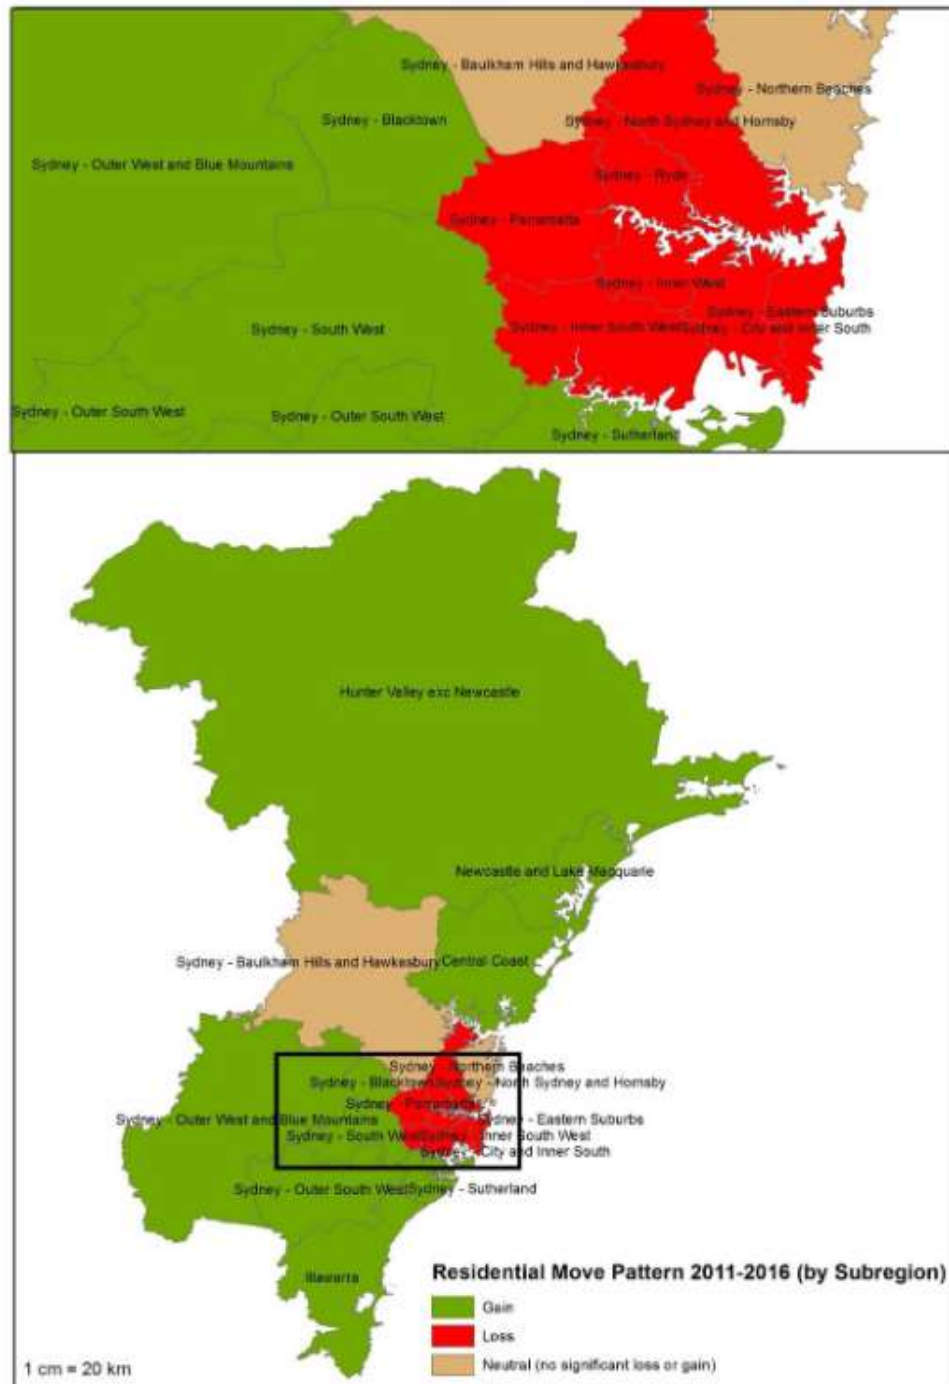 Sydney - Baulkham Hills and Hawkesbury
Sydney - Northern Beaches
Sydney - Blacktown
Sydney - North Sydney and Hornsby
Sydney - Outer West and Blue Mountains
Sydney - Ryde
Sydney - Parramatta
Sydney - Inner West
Sydney - Eastern Suburbs
Sydney - South West
Sydney - Inner South West
Sydney - City and Inner South
Sydney - Outer South West
Sydney - Outer South West
Sydney - Sutherland
Hunter Valley exc Newcastle
Newcastle and Lake Macquarie
Sydney - Baulkham Hills and Hawkesbury
Central Coast
Sydney - Northern Beaches
Sydney - Blacktown
Sydney - North Sydney and Hornsby
Sydney - Parramatta
Sydney - Outer West and Blue Mountains
Sydney - Eastern Suburbs
Sydney - South West
Sydney - Inner South West
Sydney - City and Inner South
Sydney - Outer South West
Sydney - Sutherland
Illawarra
Residential Move Pattern 2011-2016 (by Subregion)
Gain
Loss
Neutral (no significant loss or gain)
1 cm = 20 km